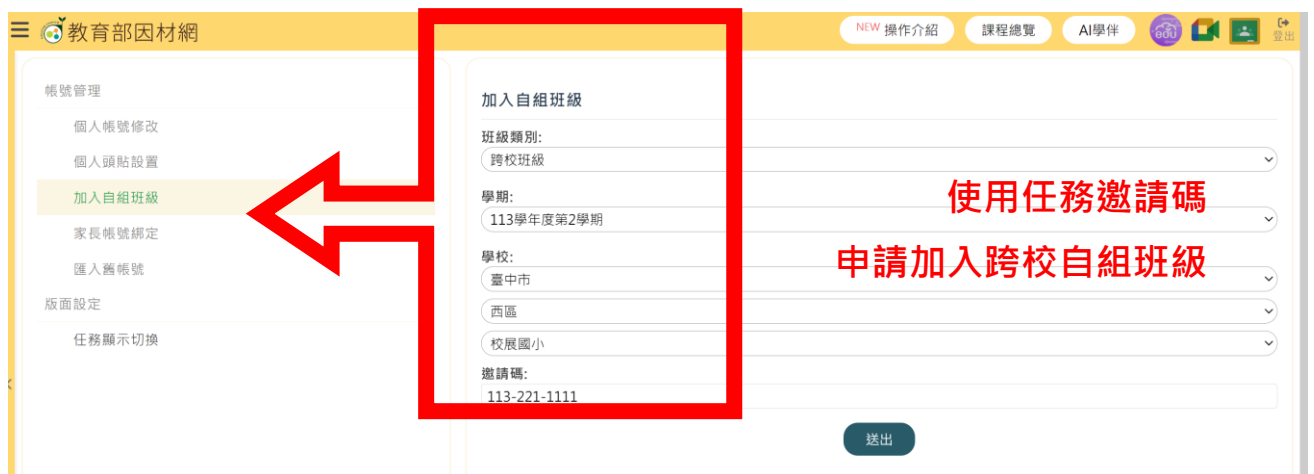 教育部因材網
NEW 操作介紹
課程總覽
AI學伴
edu
登出
帳號管理
個人帳號修改
個人頭貼設置
加入自組班級
家長帳號綁定
匯入舊帳號
版面設定
任務顯示切換
加入自組班級
班級類別:
跨校班級
學期:
113學年度第2學期
學校:
臺中市
西區
校展國小
邀請碼:
113-221-1111
送出
使用任務邀請碼
申請加入跨校自組班級